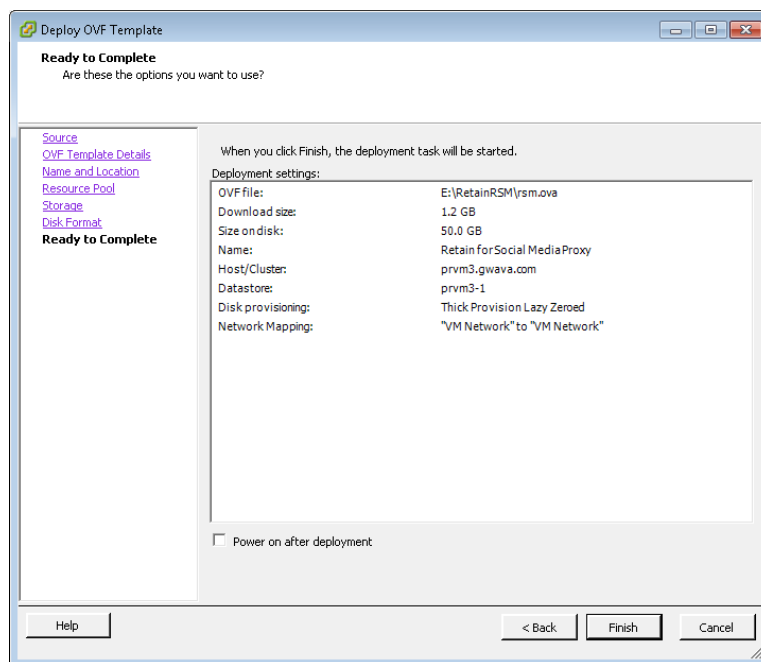 Deploy OVF Template
Ready to Complete
Are these the options you want to use?
Source
OVF Template Details
Name and Location
Resource Pool
Storage
Disk Format
Ready to Complete
When you click Finish, the deployment task will be started.
Deployment settings:
OVF file: E:\RetainRSM\rsm.ova
Download size: 1.2 GB
Size on disk: 50.0 GB
Name: Retain for Social Media Proxy
Host/Cluster: prvm3.gwava.com
Datastore: prvm3-1
Disk provisioning: Thick Provision Lazy Zeroed
Network Mapping: "VM Network" to "VM Network"
Power on after deployment
Help < Back Finish Cancel